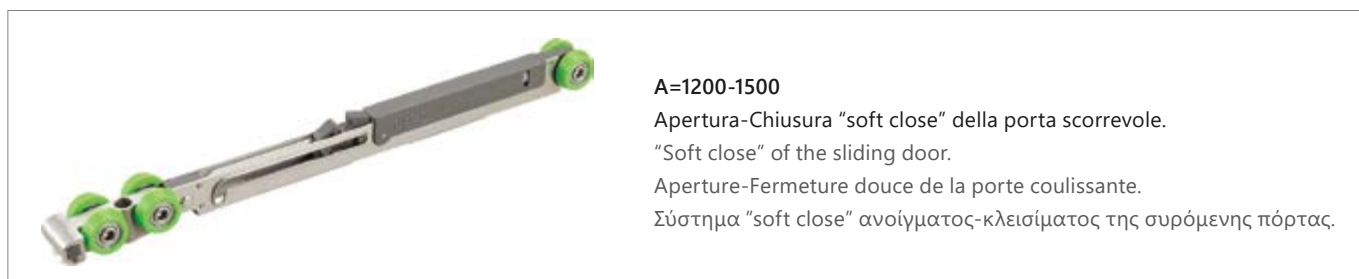 A=1200-1500
Apertura-Chiusura “soft close” della porta scorrevole.
“Soft close” of the sliding door.
Aperture-Fermeture douce de la porte coulissante.
Σύστημα “soft close” ανοίγματος-κλεισίματος της συρόμενης πόρτας.